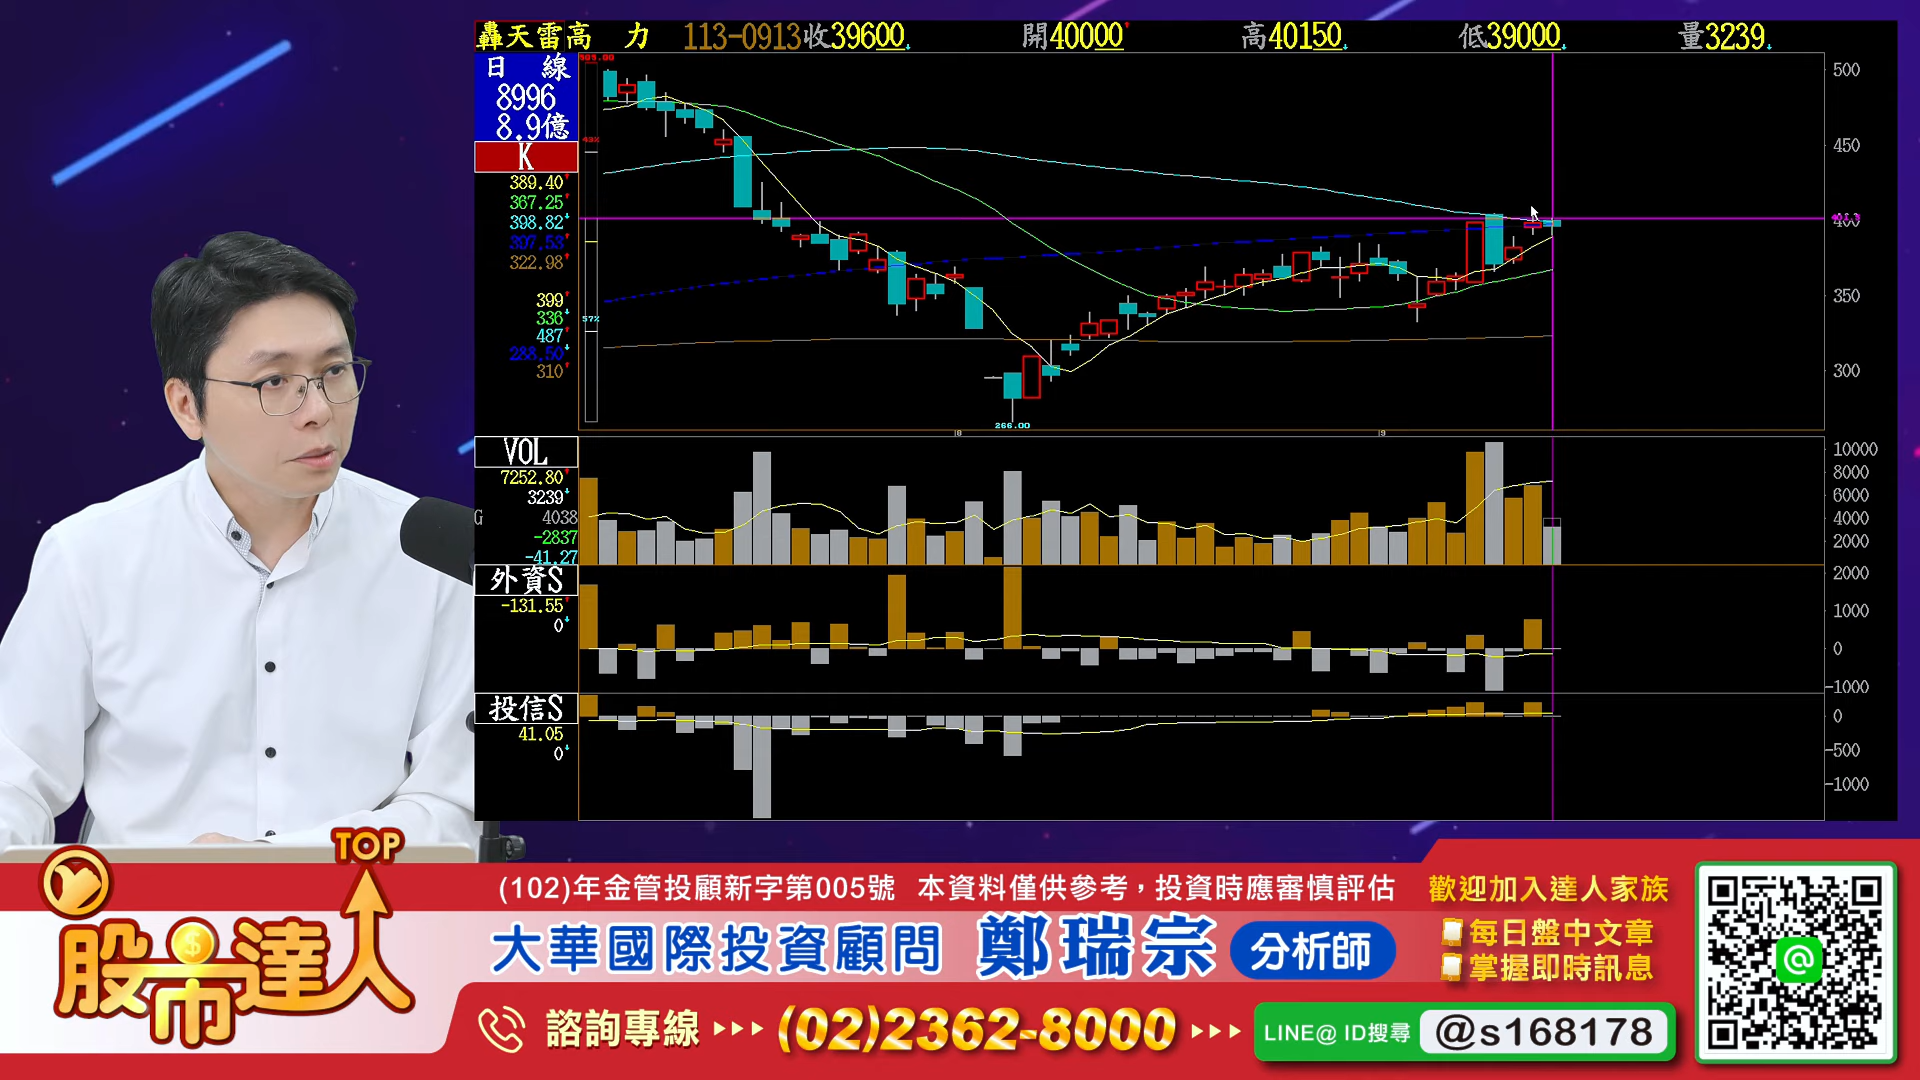 轟天雷高　力 113-0913收39600 開40000 高40150 低39000 量3239
日　線
8996
8.9億
K
389.40
367.25
398.82
397.53
322.98
399
336
487
288.50
310
43%
57%
266.00
500
450
400
350
300
VOL
7252.80
3239
G 4038
-2837
-41.27
10000
8000
6000
4000
2000
外資S
-131.55
0
2000
1000
0
-1000
投信S
41.05
0
0
-500
-1000
TOP
股市達人
(102)年金管投顧新字第005號 本資料僅供參考，投資時應審慎評估
大華國際投資顧問 鄭瑞宗 分析師
諮詢專線 (02)2362-8000
歡迎加入達人家族
每日盤中文章
掌握即時訊息
LINE@ ID搜尋 @s168178